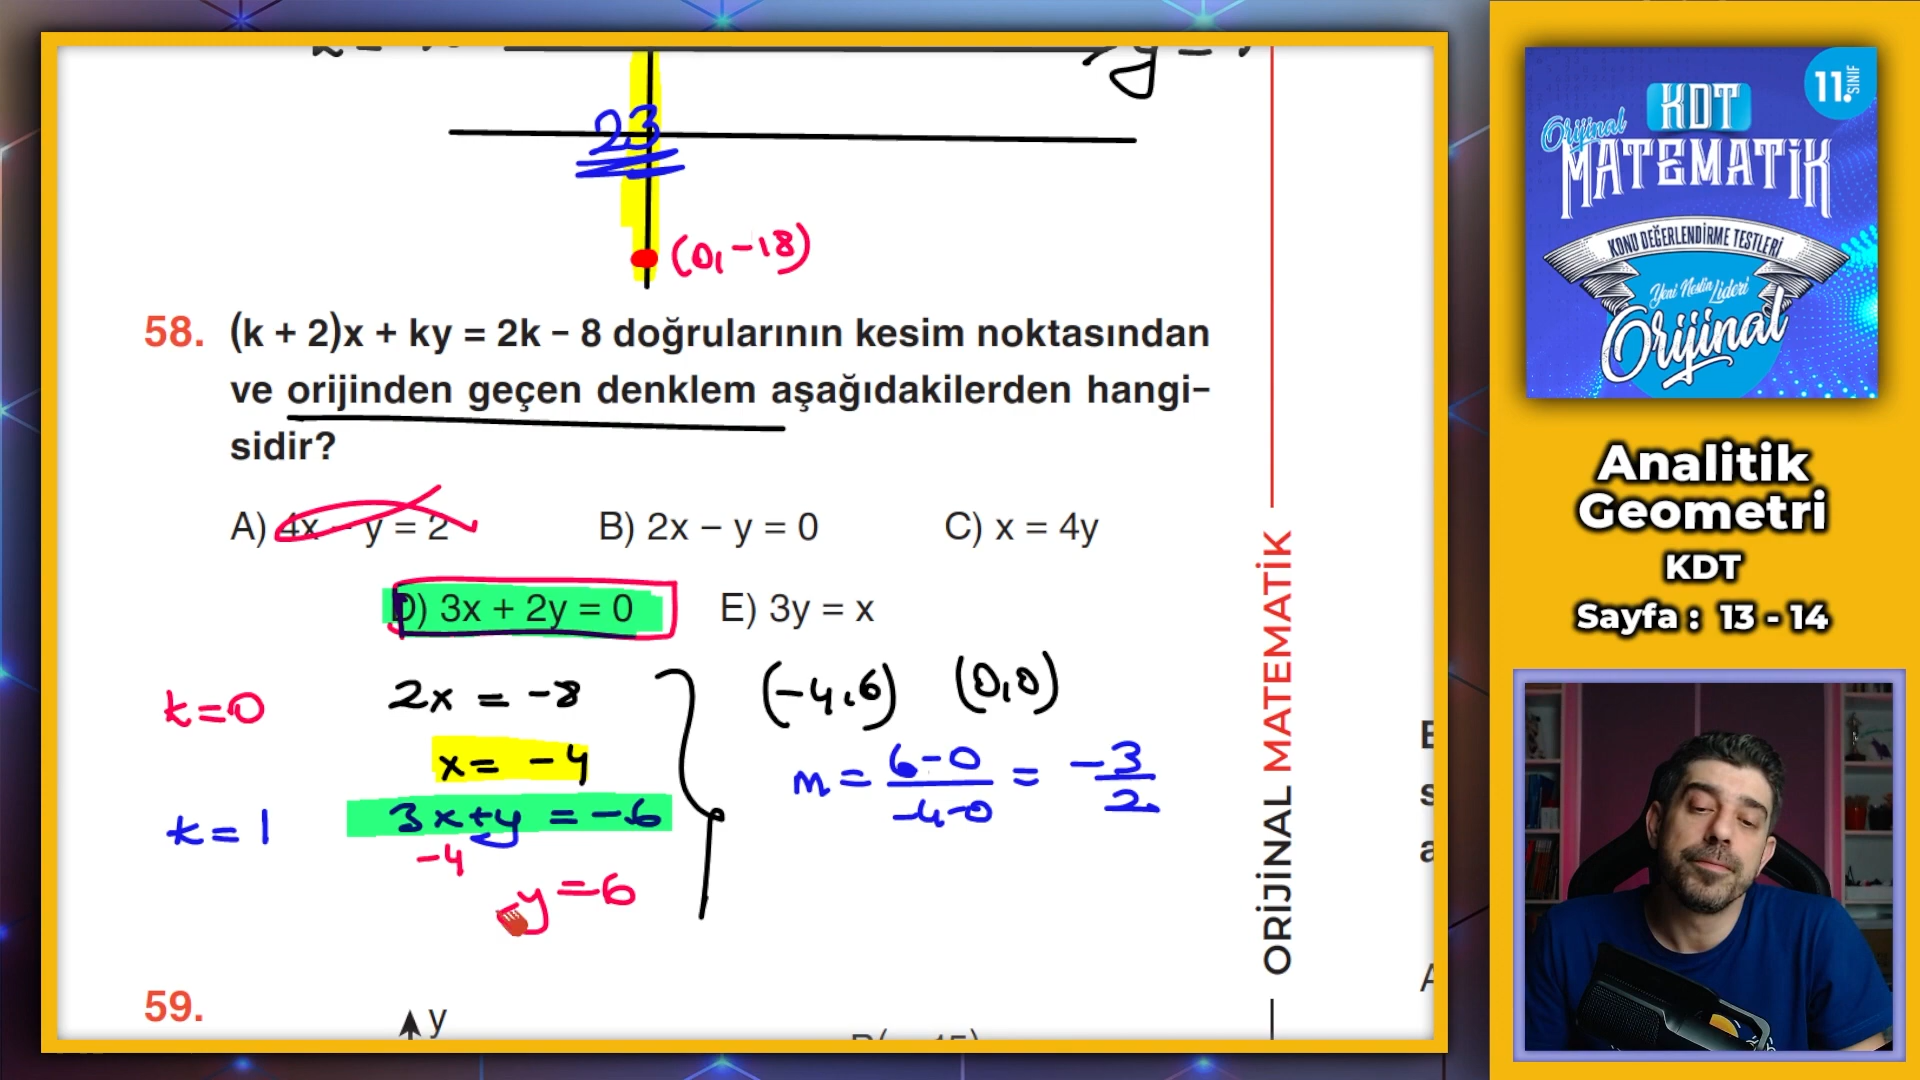 23
(0, -18)
58. (k + 2)x + ky = 2k - 8 doğrularının kesim noktasından
ve orijinden geçen denklem aşağıdakilerden hangi-
sidir?
A) 4x - y = 2 B) 2x - y = 0 C) x = 4y
D) 3x + 2y = 0 E) 3y = x
k=0 2x = -8
x = -4
k=1 3x+y = -6
-4
y = 6
(-4, 6) (0, 0)
m = 6-0 / -4-0 = -3/2
59.
y
ORİJİNAL MATEMATİK
11. SINIF
KDT
Orijinal
MATEMATİK
KONU DEĞERLENDİRME TESTLERİ
Yeni Neslin Lideri
Orijinal
Analitik
Geometri
KDT
Sayfa : 13 - 14